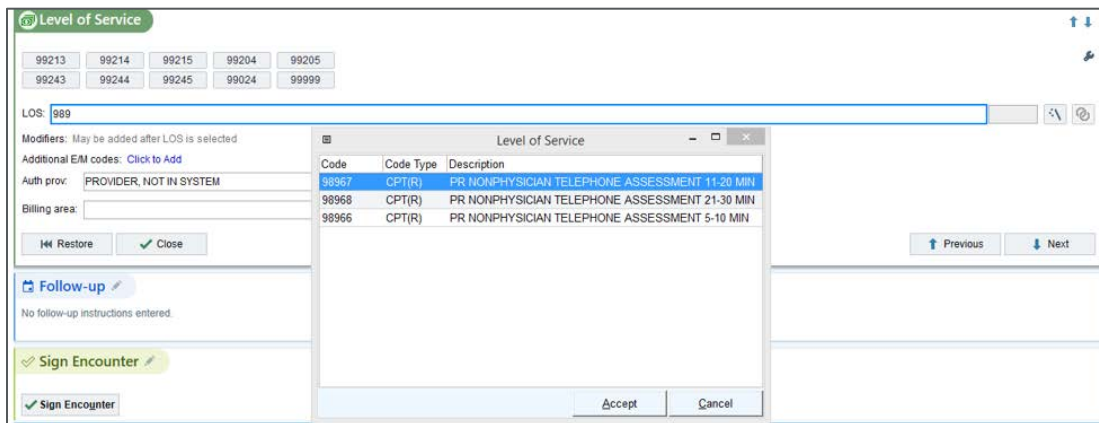 Level of Service
99213 99214 99215 99204 99205
99243 99244 99245 99024 99999
LOS: 989
Modifiers: May be added after LOS is selected
Additional E/M codes: Click to Add
Auth prov: PROVIDER, NOT IN SYSTEM
Billing area:
Restore Close
Previous Next
Level of Service
Code Code Type Description
98967 CPT(R) PR NONPHYSICIAN TELEPHONE ASSESSMENT 11-20 MIN
98968 CPT(R) PR NONPHYSICIAN TELEPHONE ASSESSMENT 21-30 MIN
98966 CPT(R) PR NONPHYSICIAN TELEPHONE ASSESSMENT 5-10 MIN
Accept Cancel
Follow-up
No follow-up instructions entered.
Sign Encounter
Sign Encounter